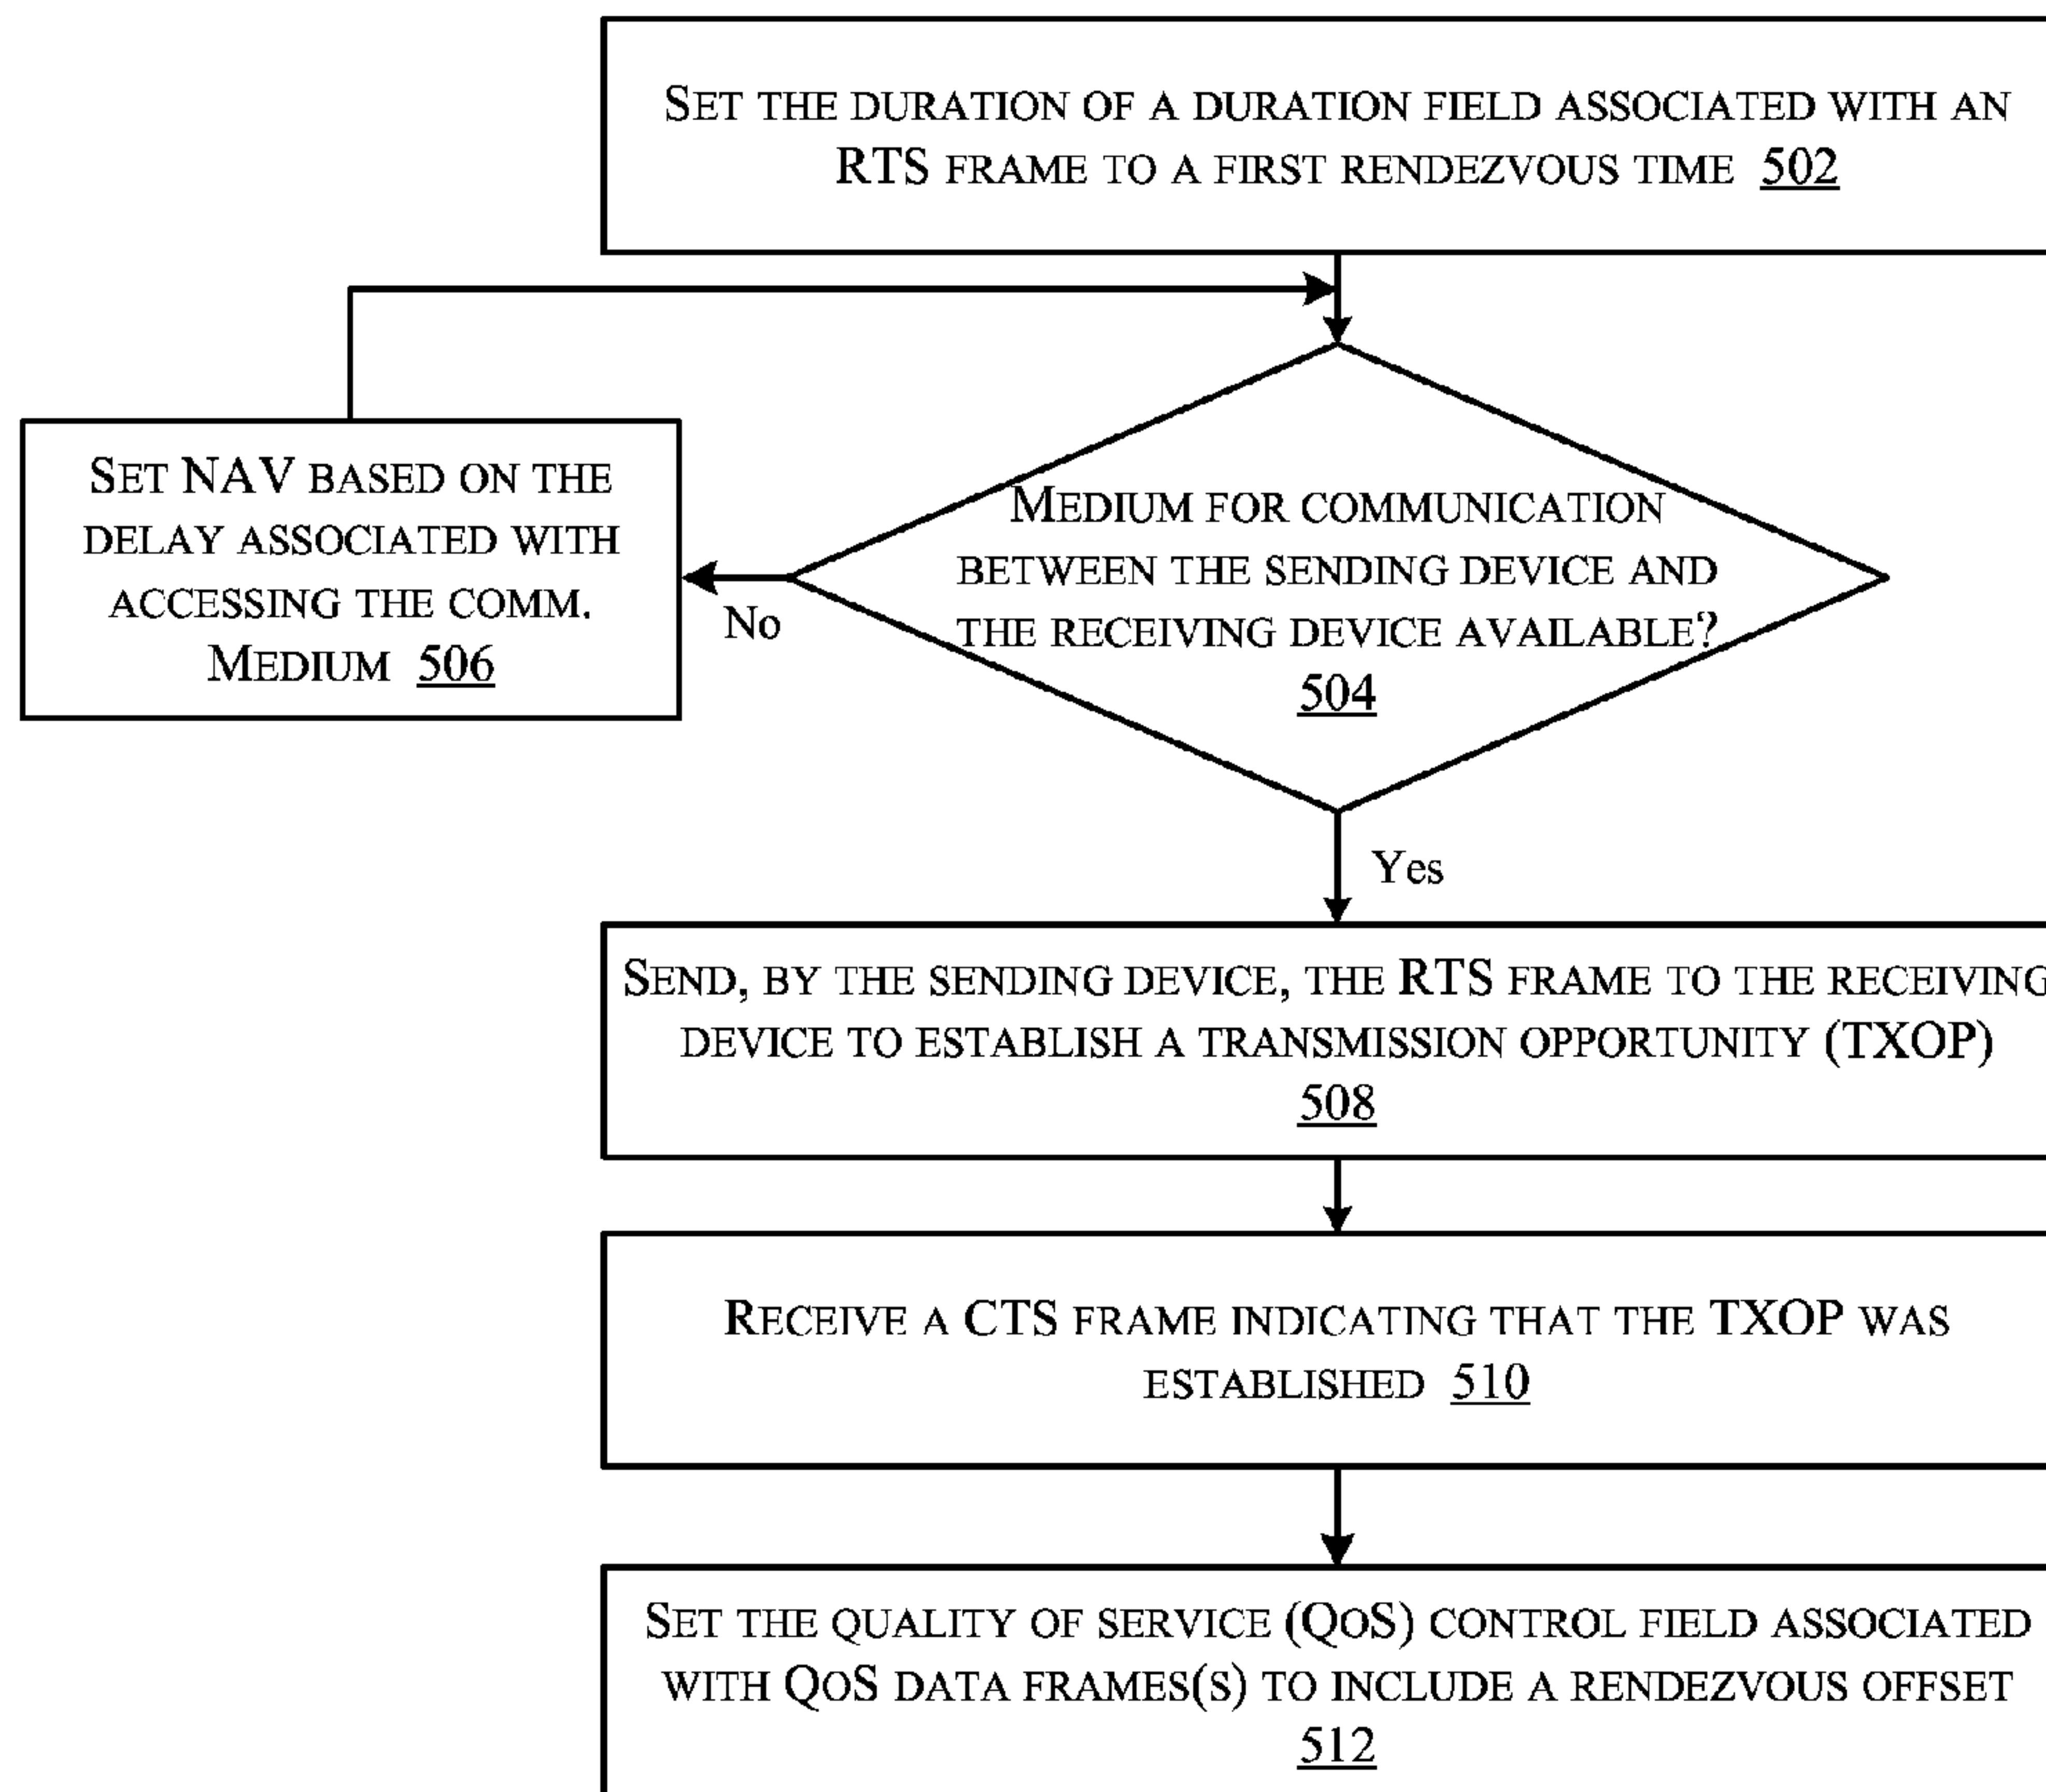 SET THE DURATION OF A DURATION FIELD ASSOCIATED WITH AN
RTS FRAME TO A FIRST RENDEZVOUS TIME 502
SET NAV BASED ON THE
DELAY ASSOCIATED WITH
ACCESSING THE COMM.
MEDIUM 506
No
MEDIUM FOR COMMUNICATION
BETWEEN THE SENDING DEVICE AND
THE RECEIVING DEVICE AVAILABLE?
504
Yes
SEND, BY THE SENDING DEVICE, THE RTS FRAME TO THE RECEIVING
DEVICE TO ESTABLISH A TRANSMISSION OPPORTUNITY (TXOP)
508
RECEIVE A CTS FRAME INDICATING THAT THE TXOP WAS
ESTABLISHED 510
SET THE QUALITY OF SERVICE (QOS) CONTROL FIELD ASSOCIATED
WITH QOS DATA FRAMES(S) TO INCLUDE A RENDEZVOUS OFFSET
512